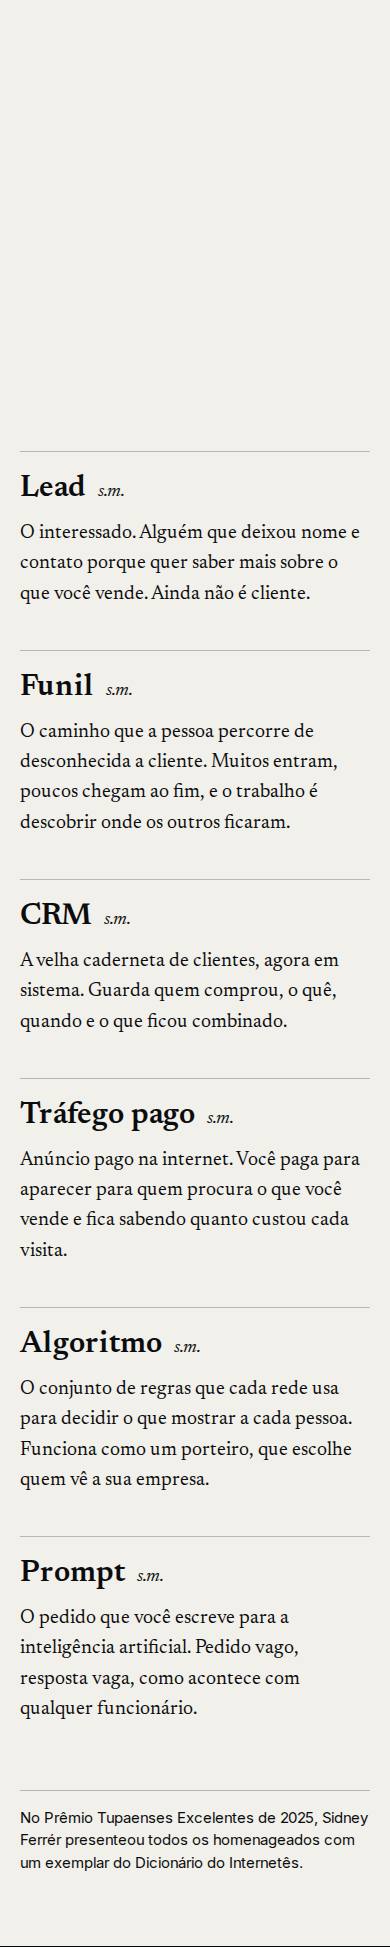 Lead s.m.
O interessado. Alguém que deixou nome e
contato porque quer saber mais sobre o
que você vende. Ainda não é cliente.
Funil s.m.
O caminho que a pessoa percorre de
desconhecida a cliente. Muitos entram,
poucos chegam ao fim, e o trabalho é
descobrir onde os outros ficaram.
CRM s.m.
A velha caderneta de clientes, agora em
sistema. Guarda quem comprou, o quê,
quando e o que ficou combinado.
Tráfego pago s.m.
Anúncio pago na internet. Você paga para
aparecer para quem procura o que você
vende e fica sabendo quanto custou cada
visita.
Algoritmo s.m.
O conjunto de regras que cada rede usa
para decidir o que mostrar a cada pessoa.
Funciona como um porteiro, que escolhe
quem vê a sua empresa.
Prompt s.m.
O pedido que você escreve para a
inteligência artificial. Pedido vago,
resposta vaga, como acontece com
qualquer funcionário.
No Prêmio Tupaenses Excelentes de 2025, Sidney
Ferrér presenteou todos os homenageados com
um exemplar do Dicionário do Internetês.